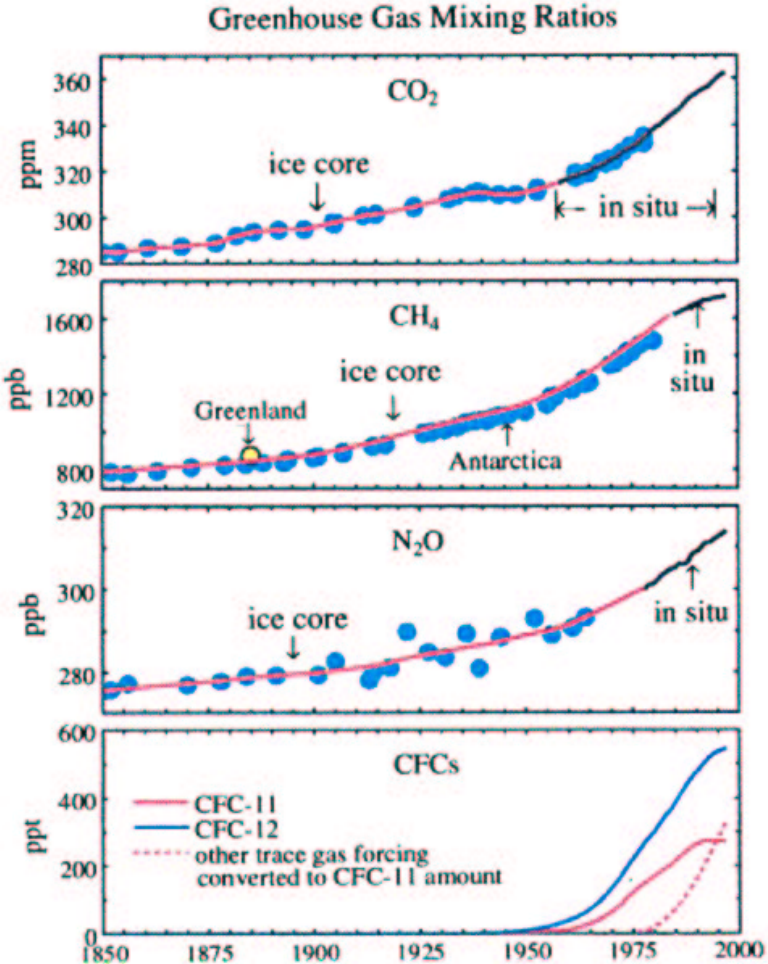 Greenhouse Gas Mixing Ratios
360
340
320
300
280
ppm
CO₂
ice core
in situ
1600
1200
800
ppb
CH₄
ice core
Greenland
Antarctica
in
situ
320
300
280
ppb
N₂O
ice core
in situ
600
400
200
0
ppt
CFCs
CFC-11
CFC-12
other trace gas forcing
converted to CFC-11 amount
1850 1875 1900 1925 1950 1975 2000